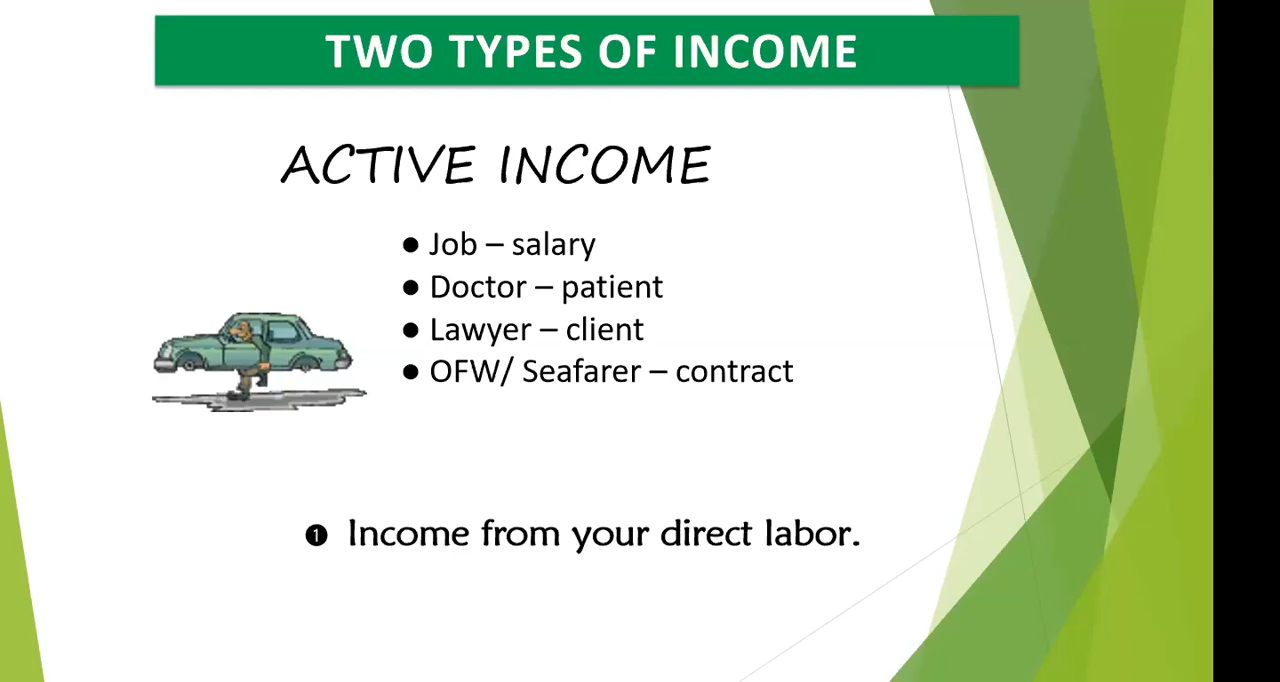 TWO TYPES OF INCOME
ACTIVE INCOME
● Job – salary
● Doctor – patient
● Lawyer – client
● OFW/ Seafarer – contract
❶ Income from your direct labor.